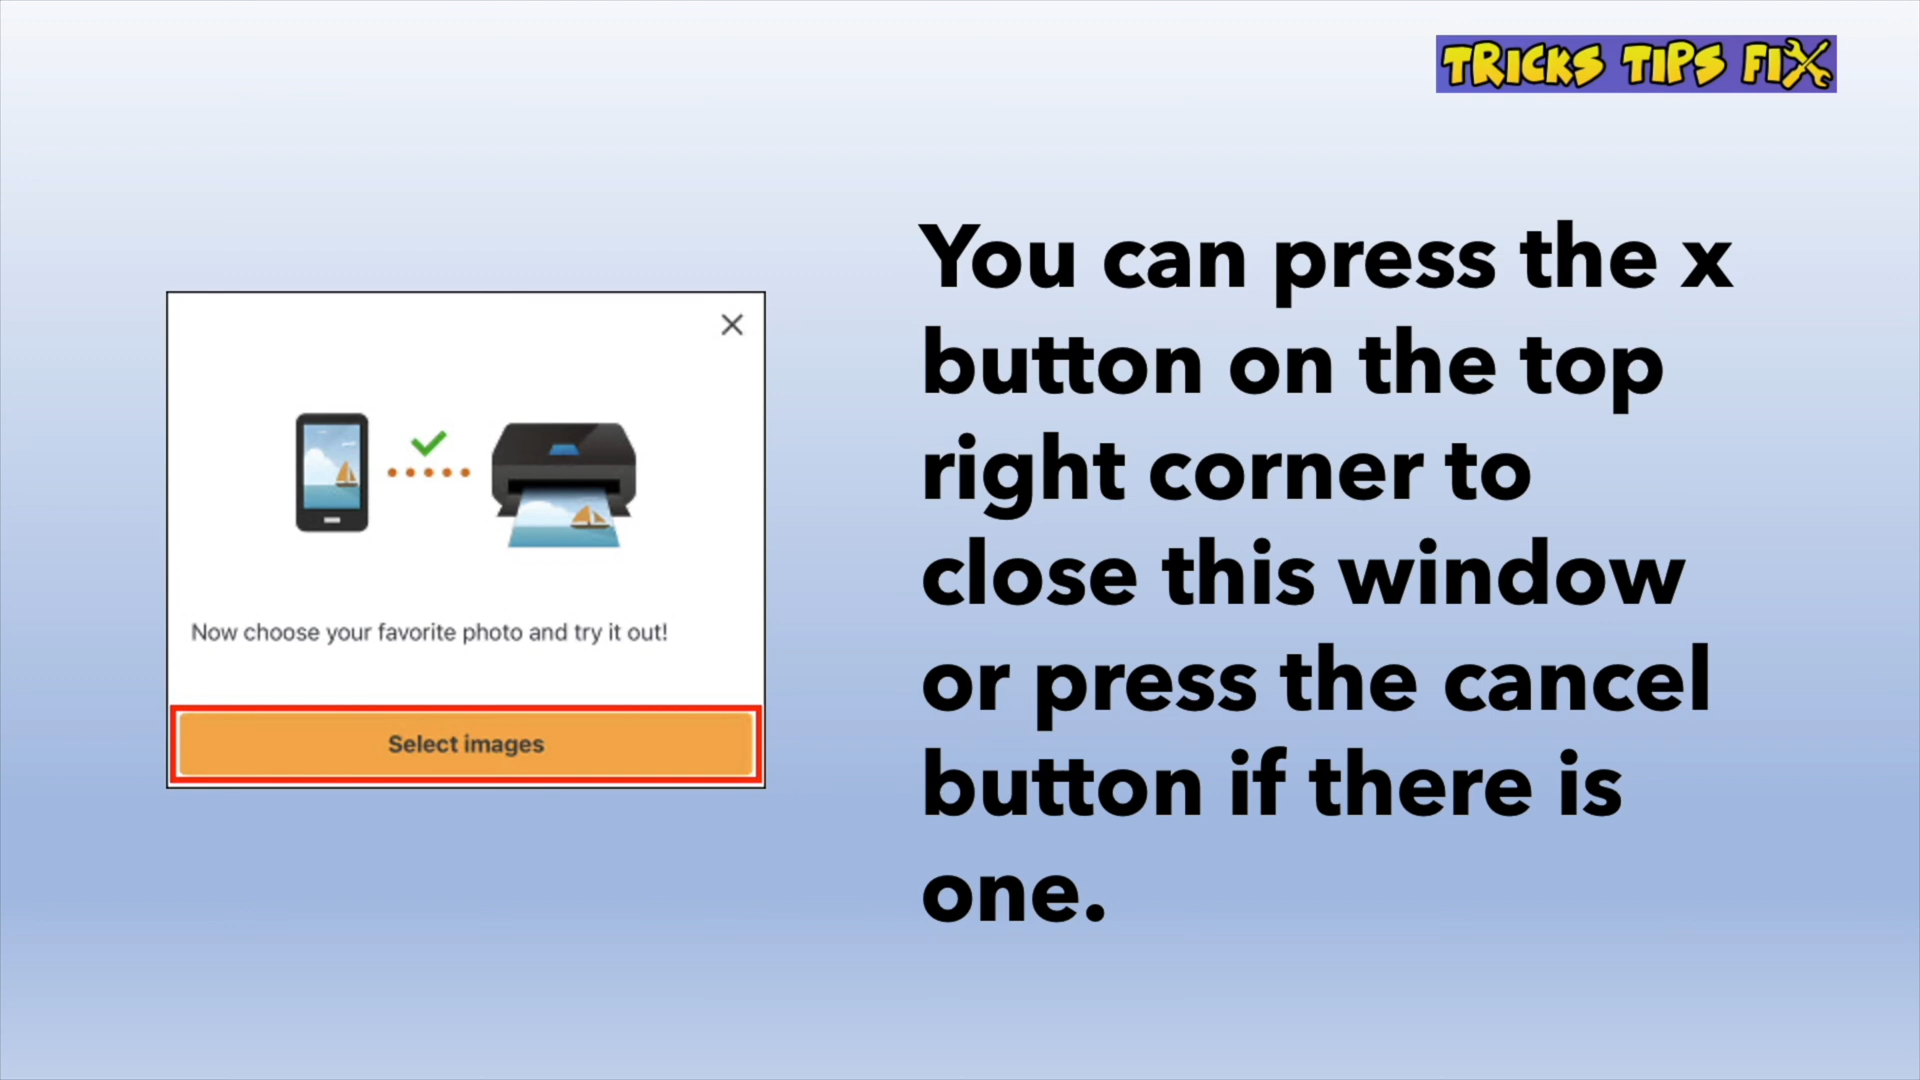 TRICKS TIPS FIX
You can press the x
button on the top
right corner to
close this window
or press the cancel
button if there is
one.
Now choose your favorite photo and try it out!
Select images